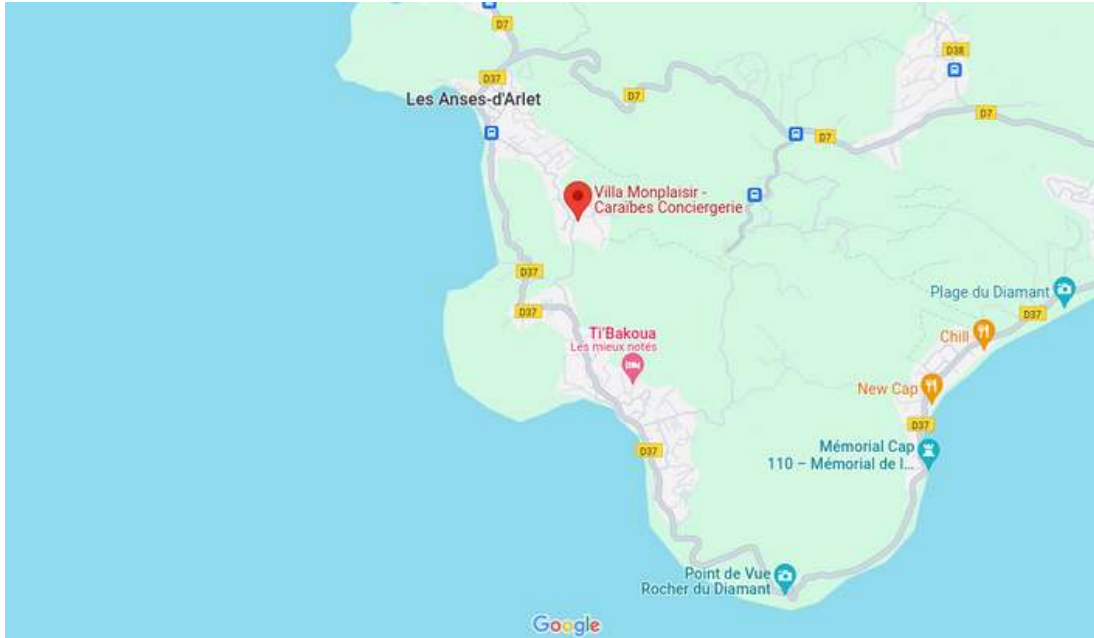 D7
D38
D37
Les Anses-d'Arlet
D7
D7
D7
Villa Monplaisir -
Caraïbes Conciergerie
D37
Plage du Diamant
D37
D37
Ti'Bakoua
Les mieux notés
Chill
New Cap
D37
D37
Mémorial Cap
110 – Mémorial de l...
Point de Vue
Rocher du Diamant
Google